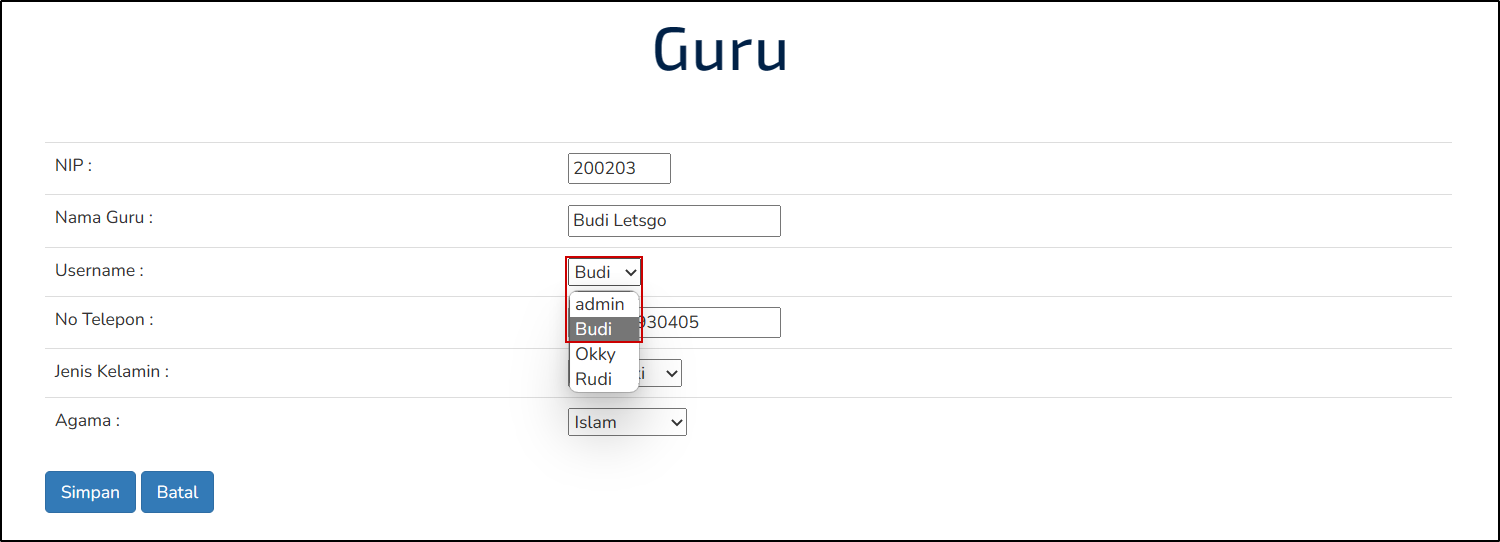 Guru
NIP :
200203
Nama Guru :
Budi Letsgo
Username :
Budi
admin
Budi
Okky
Rudi
No Telepon :
930405
Jenis Kelamin :
Agama :
Islam
Simpan
Batal